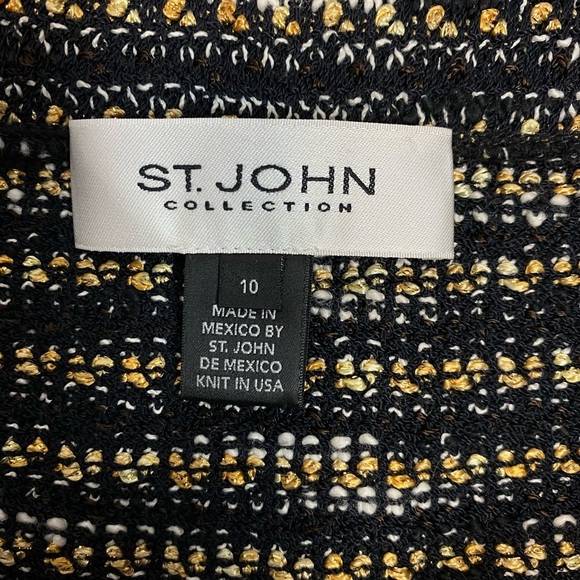 ST. JOHN
COLLECTION
10
MADE IN
MEXICO BY
ST. JOHN
DE MEXICO
KNIT IN USA